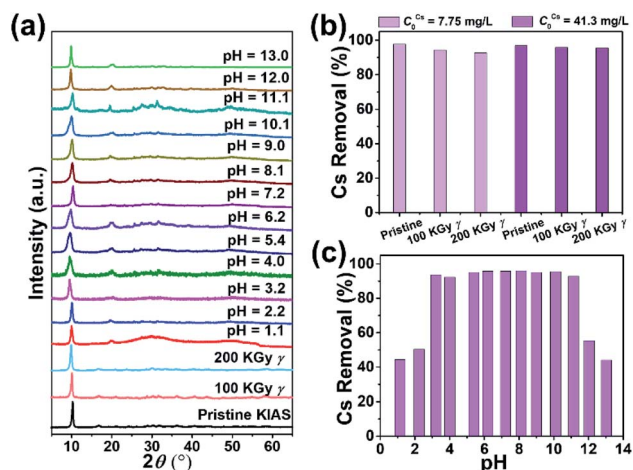 (a)
pH = 13.0
pH = 12.0
pH = 11.1
pH = 10.1
pH = 9.0
pH = 8.1
pH = 7.2
pH = 6.2
pH = 5.4
pH = 4.0
pH = 3.2
pH = 2.2
pH = 1.1
200 KGy γ
100 KGy γ
Pristine KIAS
Intensity (a.u.)
10 20 30 40 50 60
2θ (°)
(b)
C₀ᶜˢ = 7.75 mg/L C₀ᶜˢ = 41.3 mg/L
Cs Removal (%)
100
80
60
40
20
0
Pristine 100 KGy γ 200 KGy γ Pristine 100 KGy γ 200 KGy γ
(c)
Cs Removal (%)
100
80
60
40
20
0
0 2 4 6 8 10 12 14
pH